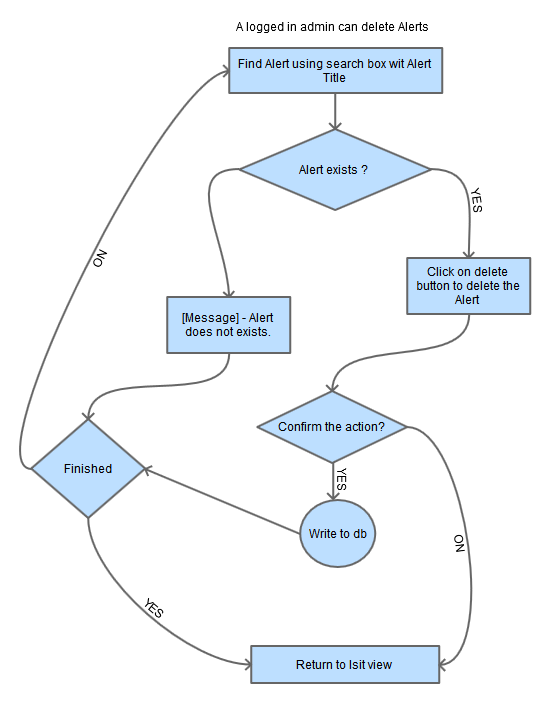 A logged in admin can delete Alerts
Find Alert using search box wit Alert
Title
Alert exists ?
YES
NO
Click on delete
button to delete the
Alert
[Message] - Alert
does not exists.
Confirm the action?
Finished
YES
Write to db
NO
YES
Return to lsit view